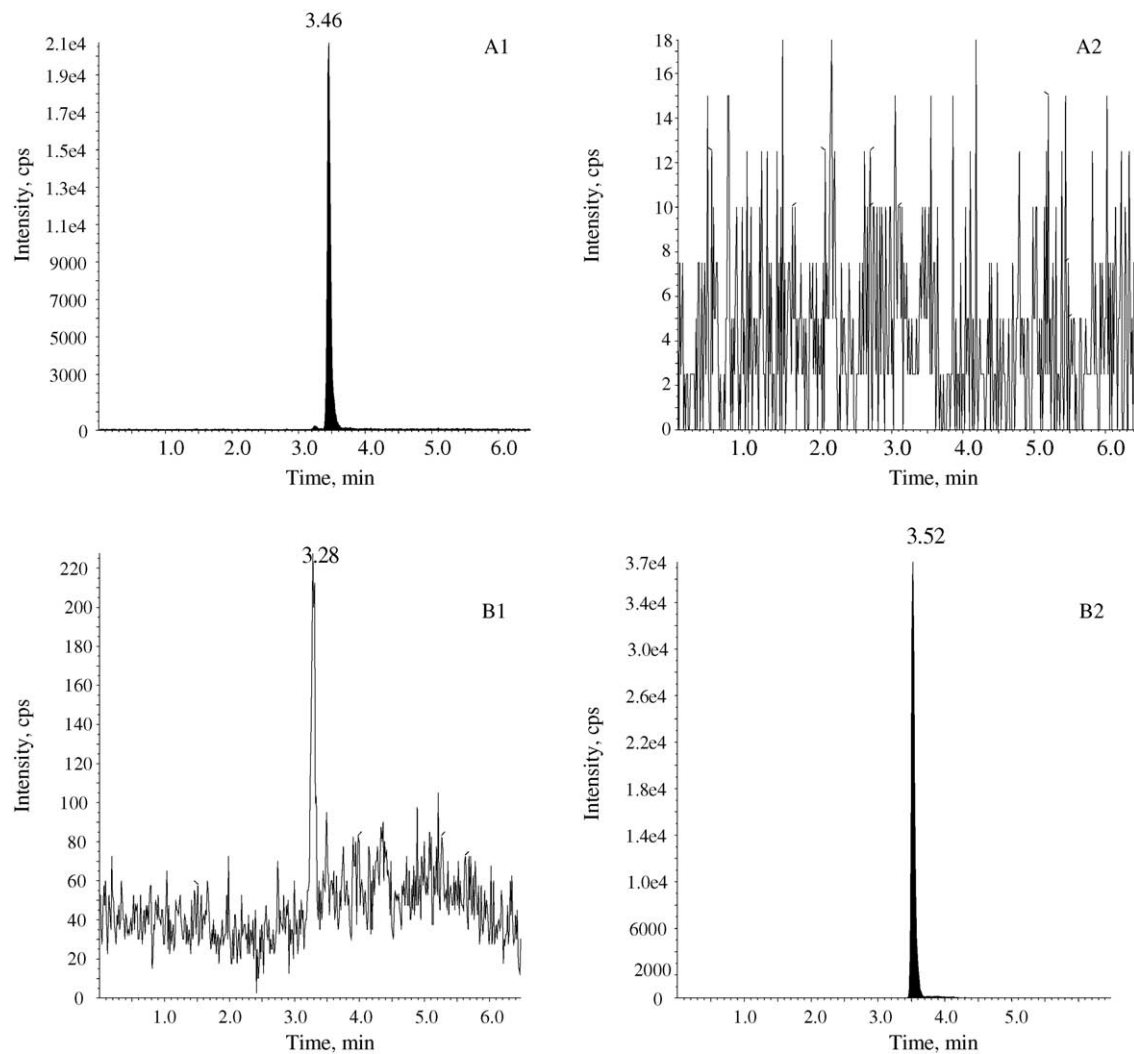 3.46
A1
2.1e4
1.9e4
1.7e4
1.5e4
1.3e4
1.1e4
9000
7000
5000
3000
0
Intensity, cps
1.0 2.0 3.0 4.0 5.0 6.0
Time, min
A2
18
16
14
12
10
8
6
4
2
0
Intensity, cps
1.0 2.0 3.0 4.0 5.0 6.0
Time, min
3.28
B1
220
200
180
160
140
120
100
80
60
40
20
0
Intensity, cps
1.0 2.0 3.0 4.0 5.0 6.0
Time, min
3.52
B2
3.7e4
3.4e4
3.0e4
2.6e4
2.2e4
1.8e4
1.4e4
1.0e4
6000
2000
0
Intensity, cps
1.0 2.0 3.0 4.0 5.0
Time, min